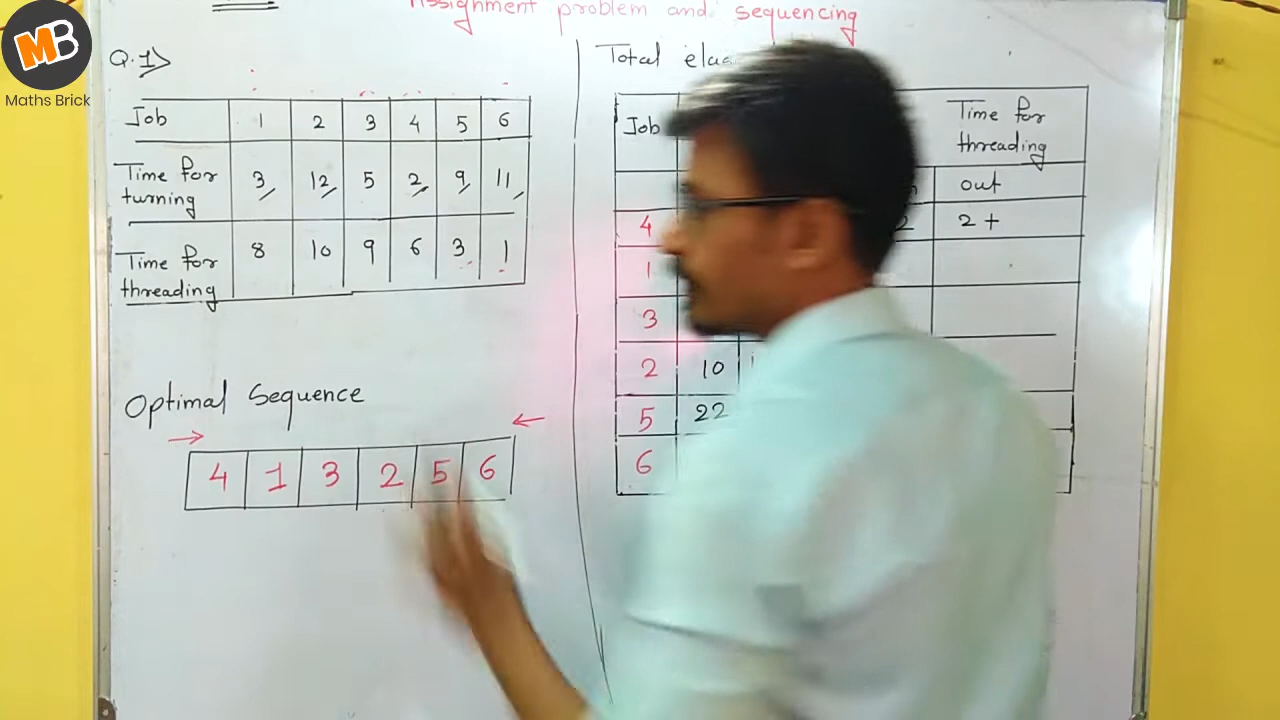 Assignment problem and sequencing
MB
Maths Brick
Q.1>
Job 1 2 3 4 5 6
Time for turning 3 12 5 2 9 11
Time for threading 8 10 9 6 3 1
Optimal Sequence
4 1 3 2 5 6
Total
Job
Time for
threading
out
4 2 2 +
1
3
2 10
5 22
6